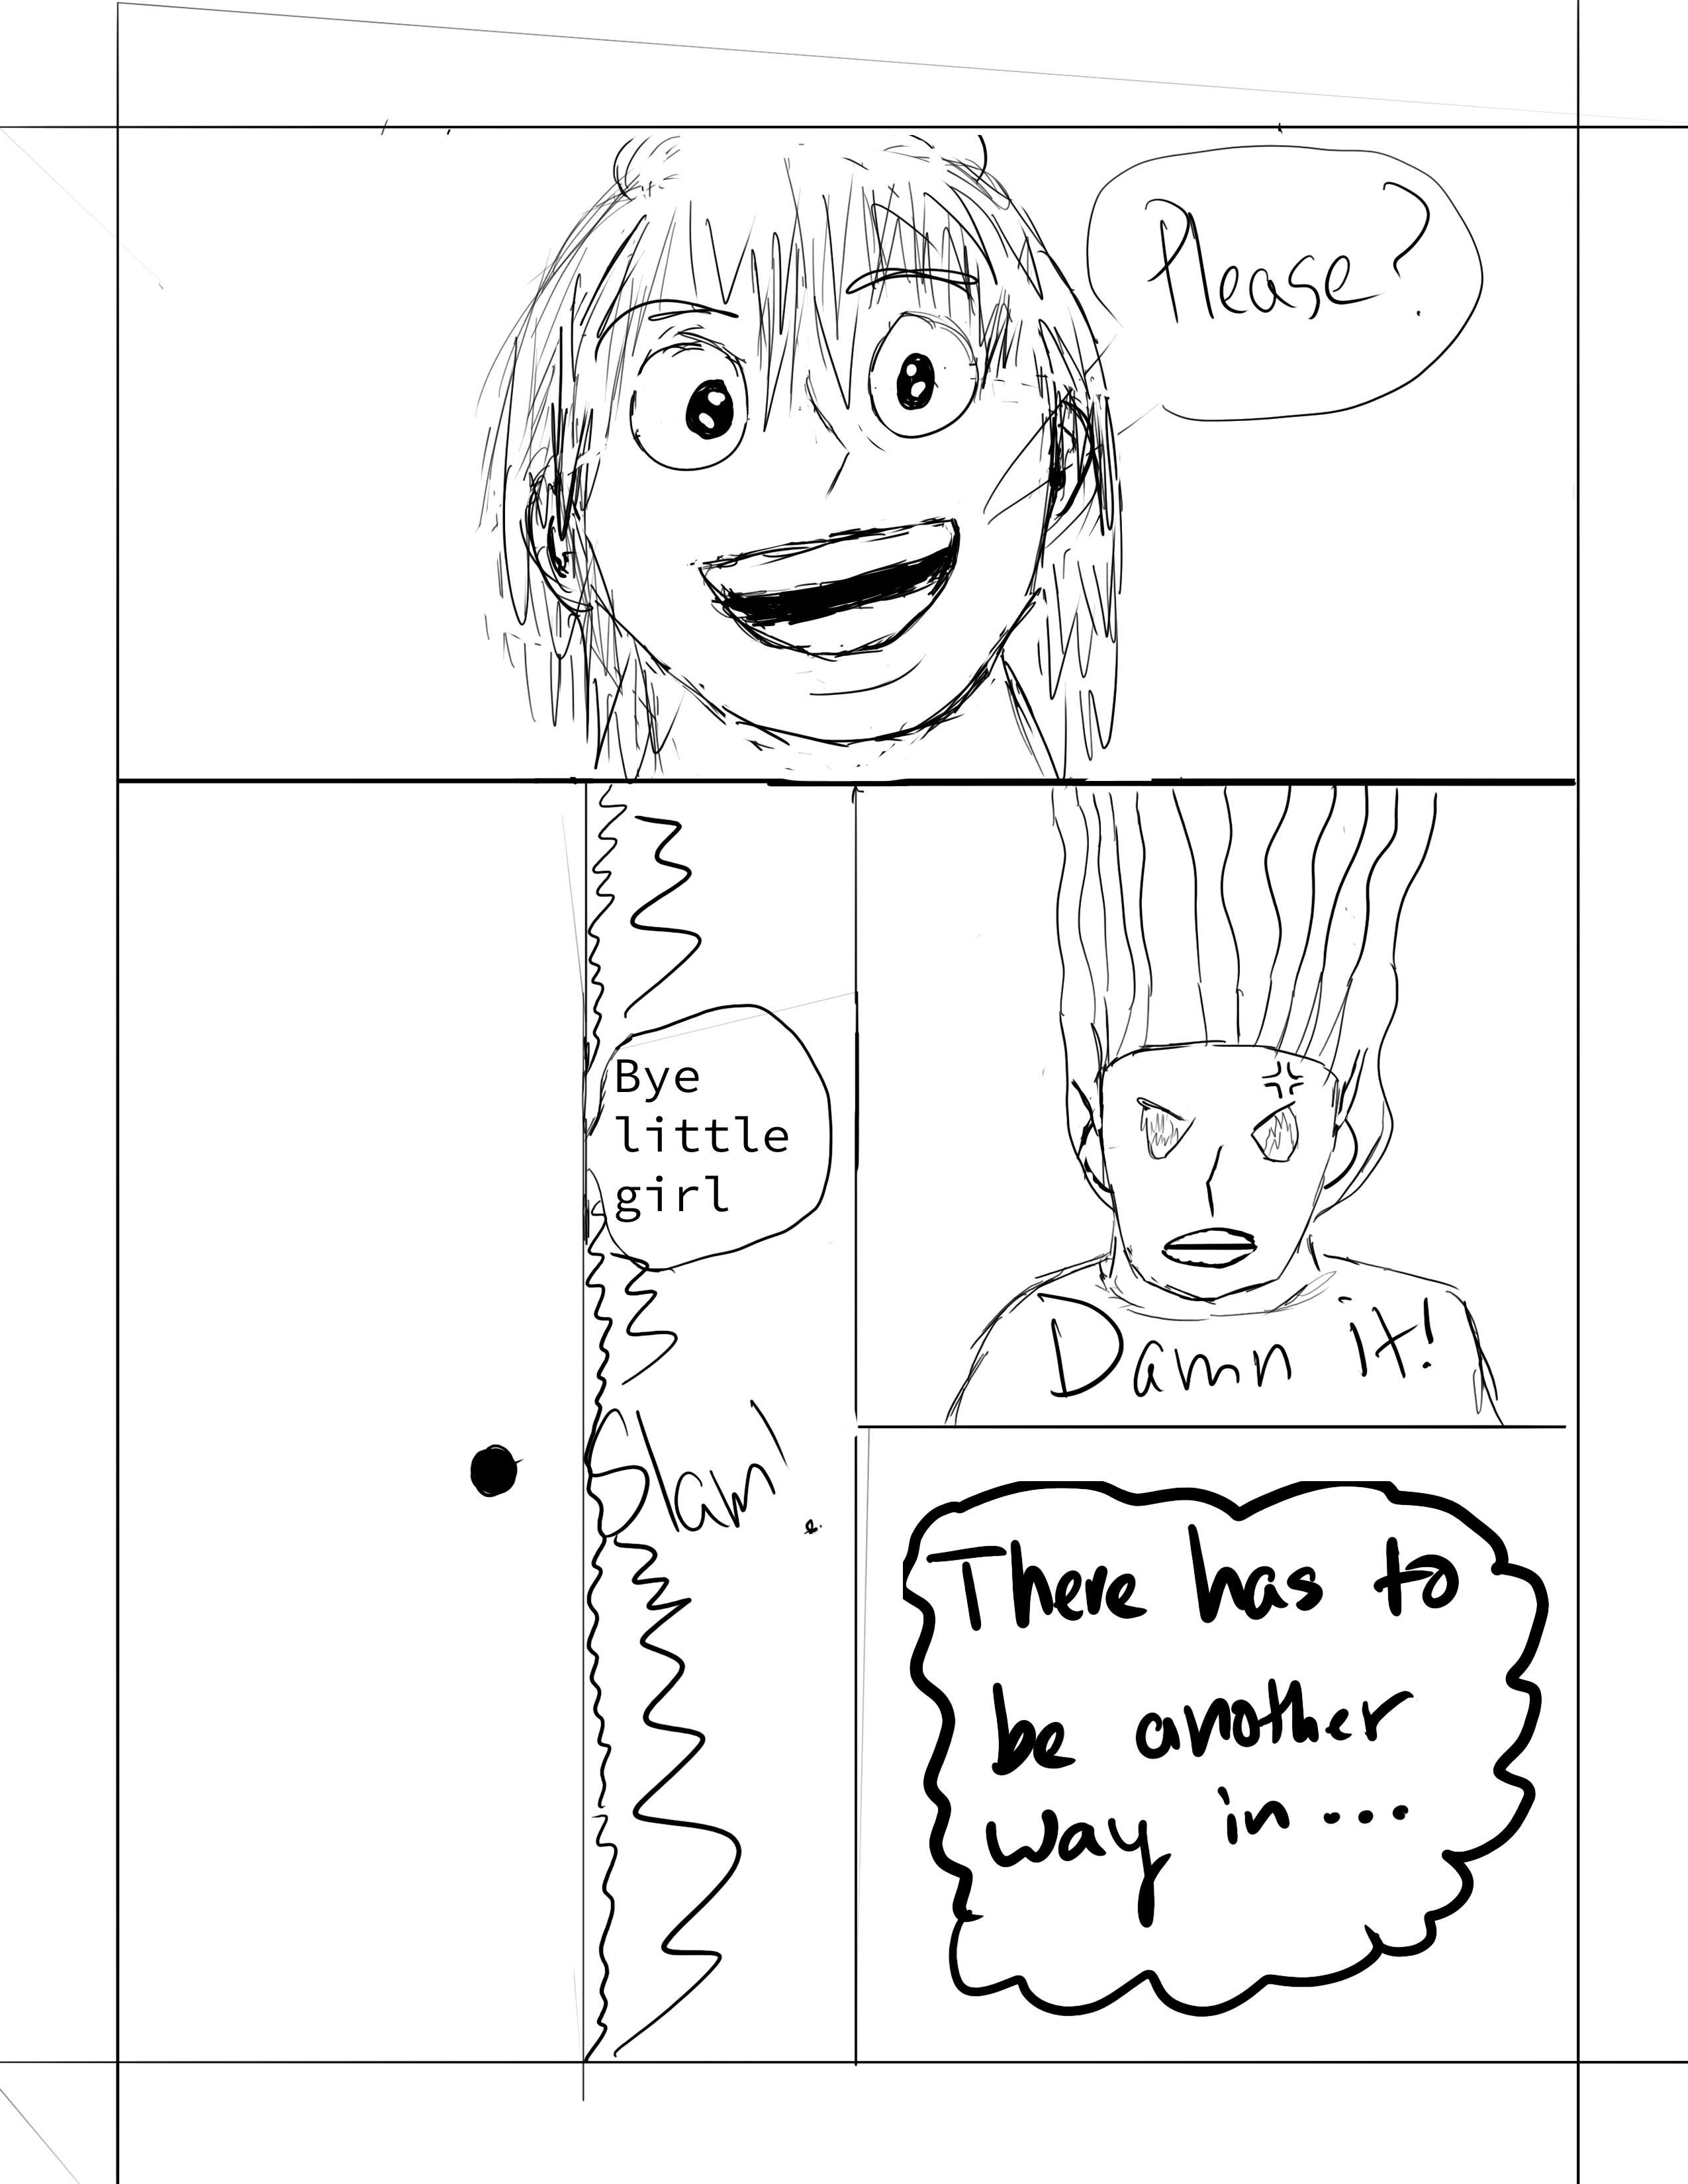 Please?
Bye
little
girl
Slam!
Damn it!
There has to
be another
way in...